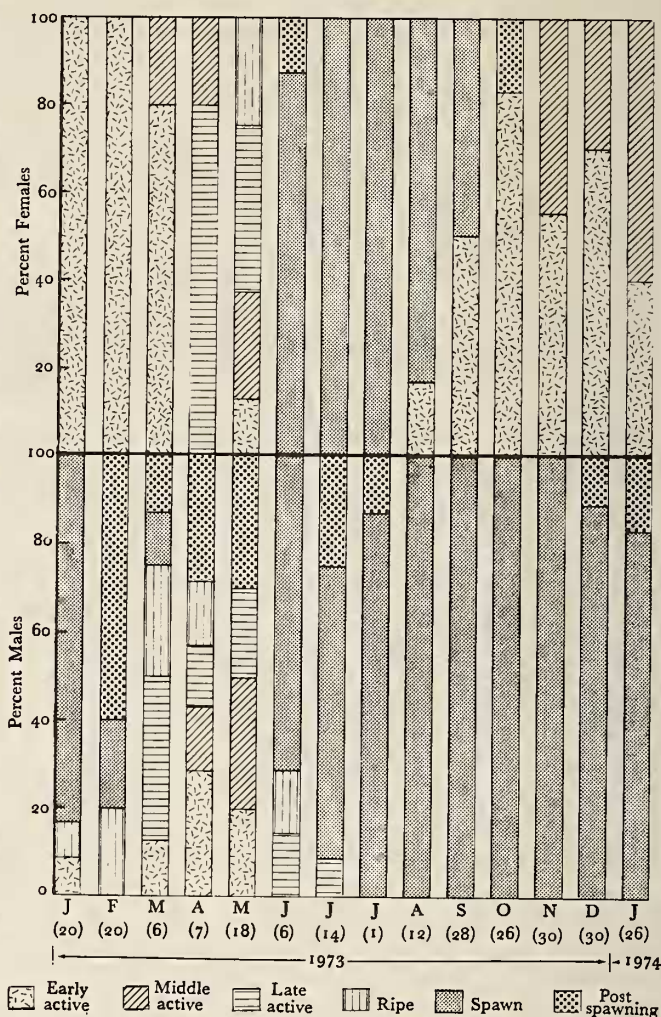 100
80
60
40
20
Percent Females
100
80
60
40
20
0
Percent Males
J F M A M J J J A S O N D J
(20) (20) (6) (7) (18) (6) (14) (1) (12) (28) (26) (30) (30) (26)
1973 1974
Early active Middle active Late active Ripe Spawn Post spawning